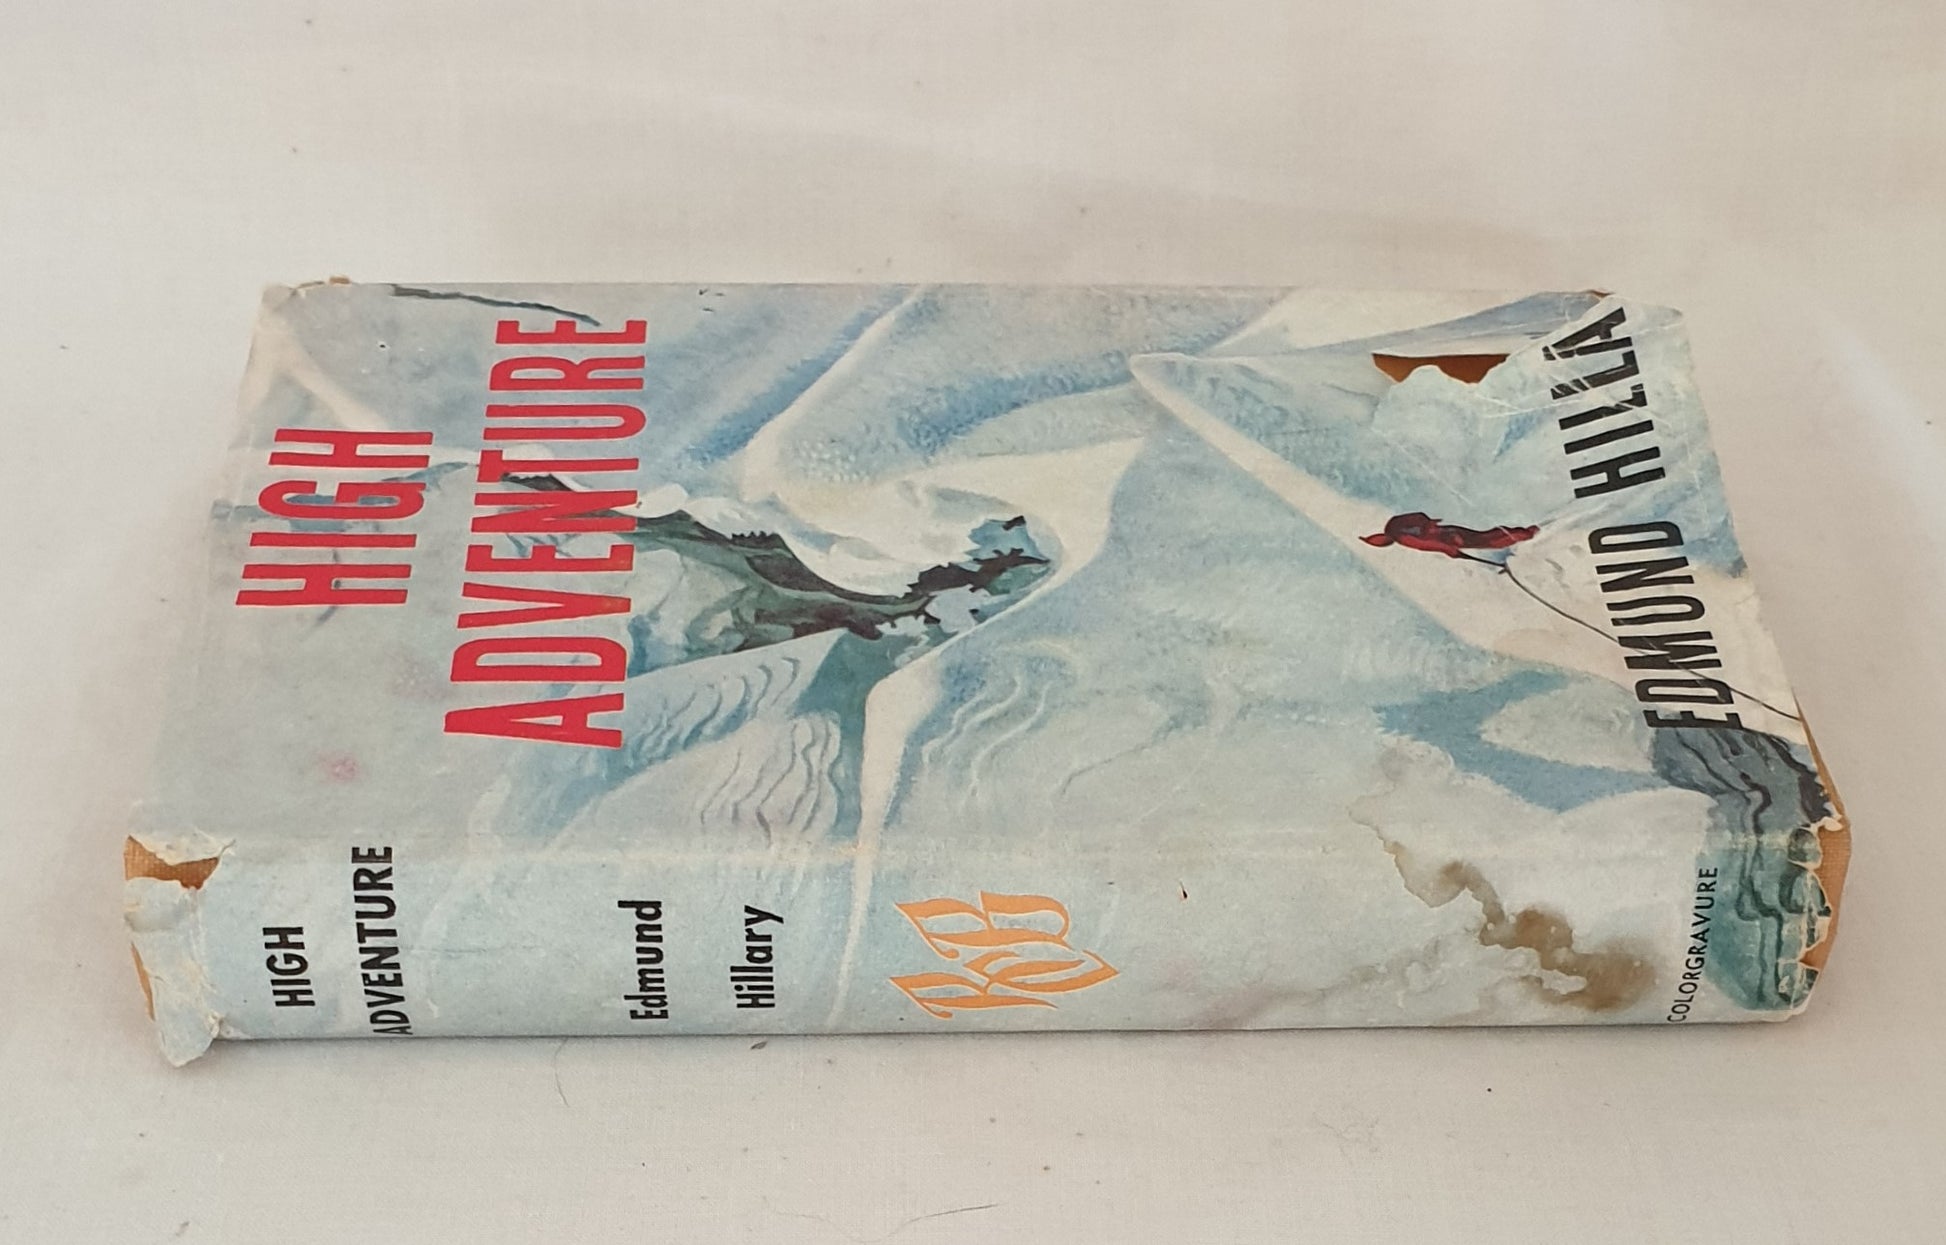 HIGH
ADVENTURE
EDMUND HILLA
HIGH
ADVENTURE
Edmund
Hillary
COLORGRAVURE